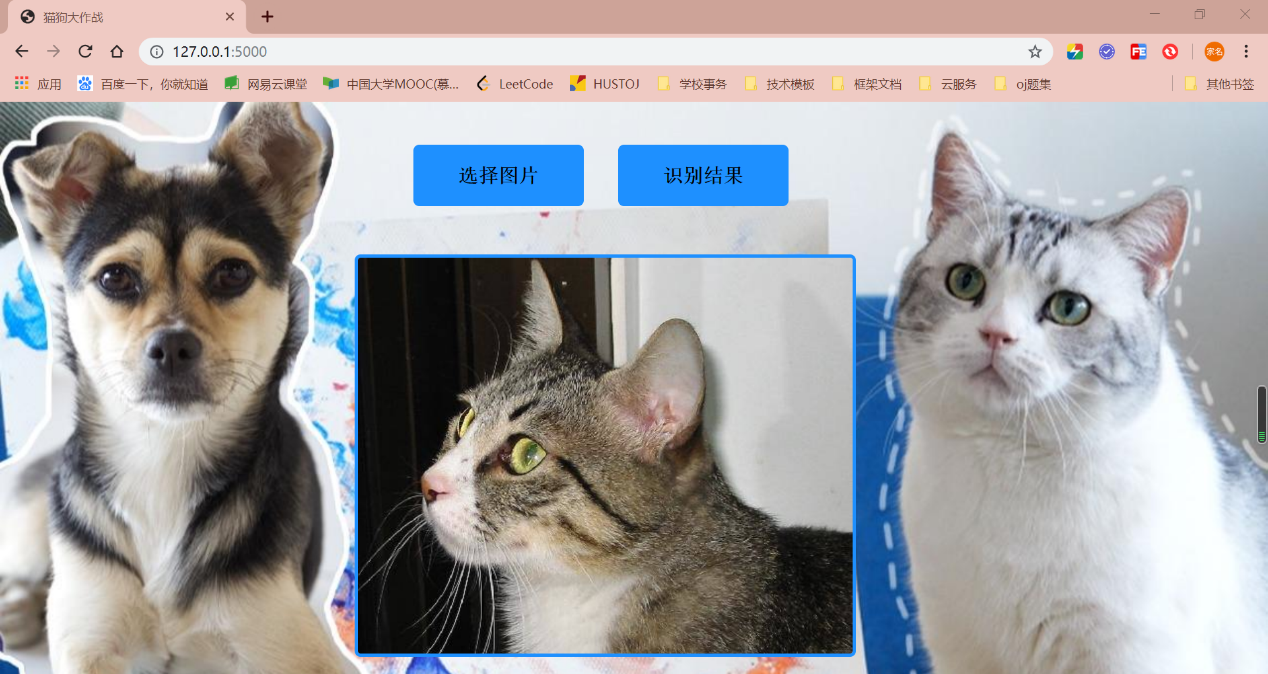 猫狗大作战
127.0.0.1:5000
家名
应用 百度一下，你就知道 网易云课堂 中国大学MOOC(慕... LeetCode HUSTOJ 学校事务 技术模板 框架文档 云服务 oj题集 其他书签
选择图片 识别结果